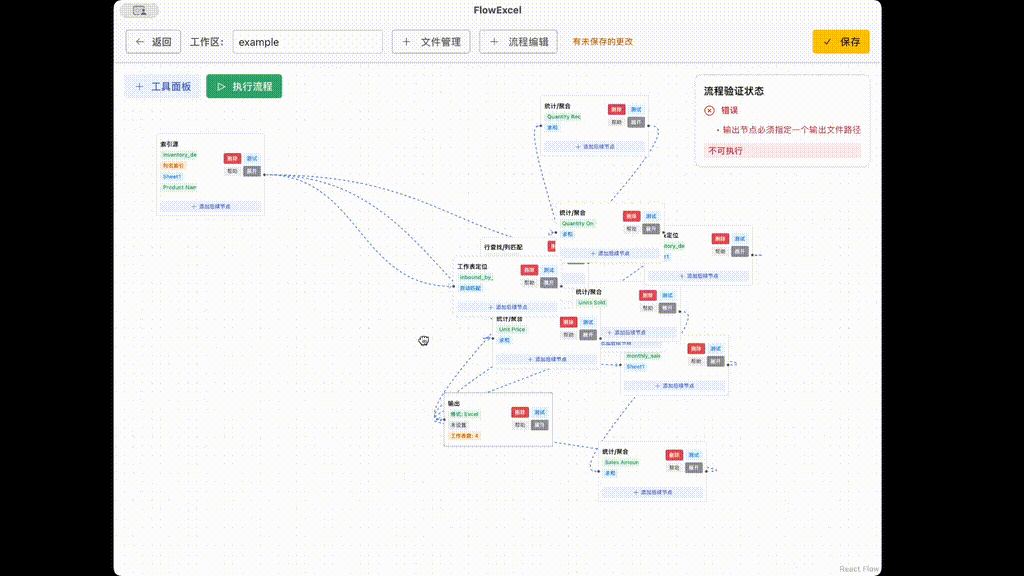 FlowExcel
返回
工作区:
example
文件管理
流程编辑
有未保存的更改
保存
工具面板
执行流程
流程验证状态
错误
• 输出节点必须指定一个输出文件路径
不可执行
索引源
inventory_de
列名索引
Sheet1
Product Nam
删除 测试
帮助 展开
+ 添加后续节点
统计/聚合
Quantity Rec
求和
删除 测试
帮助 展开
+ 添加后续节点
统计/聚合
Quantity On
求和
删除 测试
帮助 展开
+ 添加后续节点
定位
tory_de
删除 测试
帮助 展开
+ 添加后续节点
行查找/列匹配
工作表定位
inbound_by_
自动匹配
删除 测试
帮助 展开
+ 添加后续节点
统计/聚合
Units Sold
删除 测试
帮助 展开
+ 添加后续节点
统计/聚合
Unit Price
求和
删除 测试
帮助 展开
+ 添加后续节点
monthly_sale
Sheet1
删除 测试
帮助 展开
+ 添加后续节点
输出
格式: Excel
未设置
工作表数: 4
删除 测试
帮助 展开
统计/聚合
Sales Amoun
求和
删除 测试
帮助 展开
+ 添加后续节点
React Flow